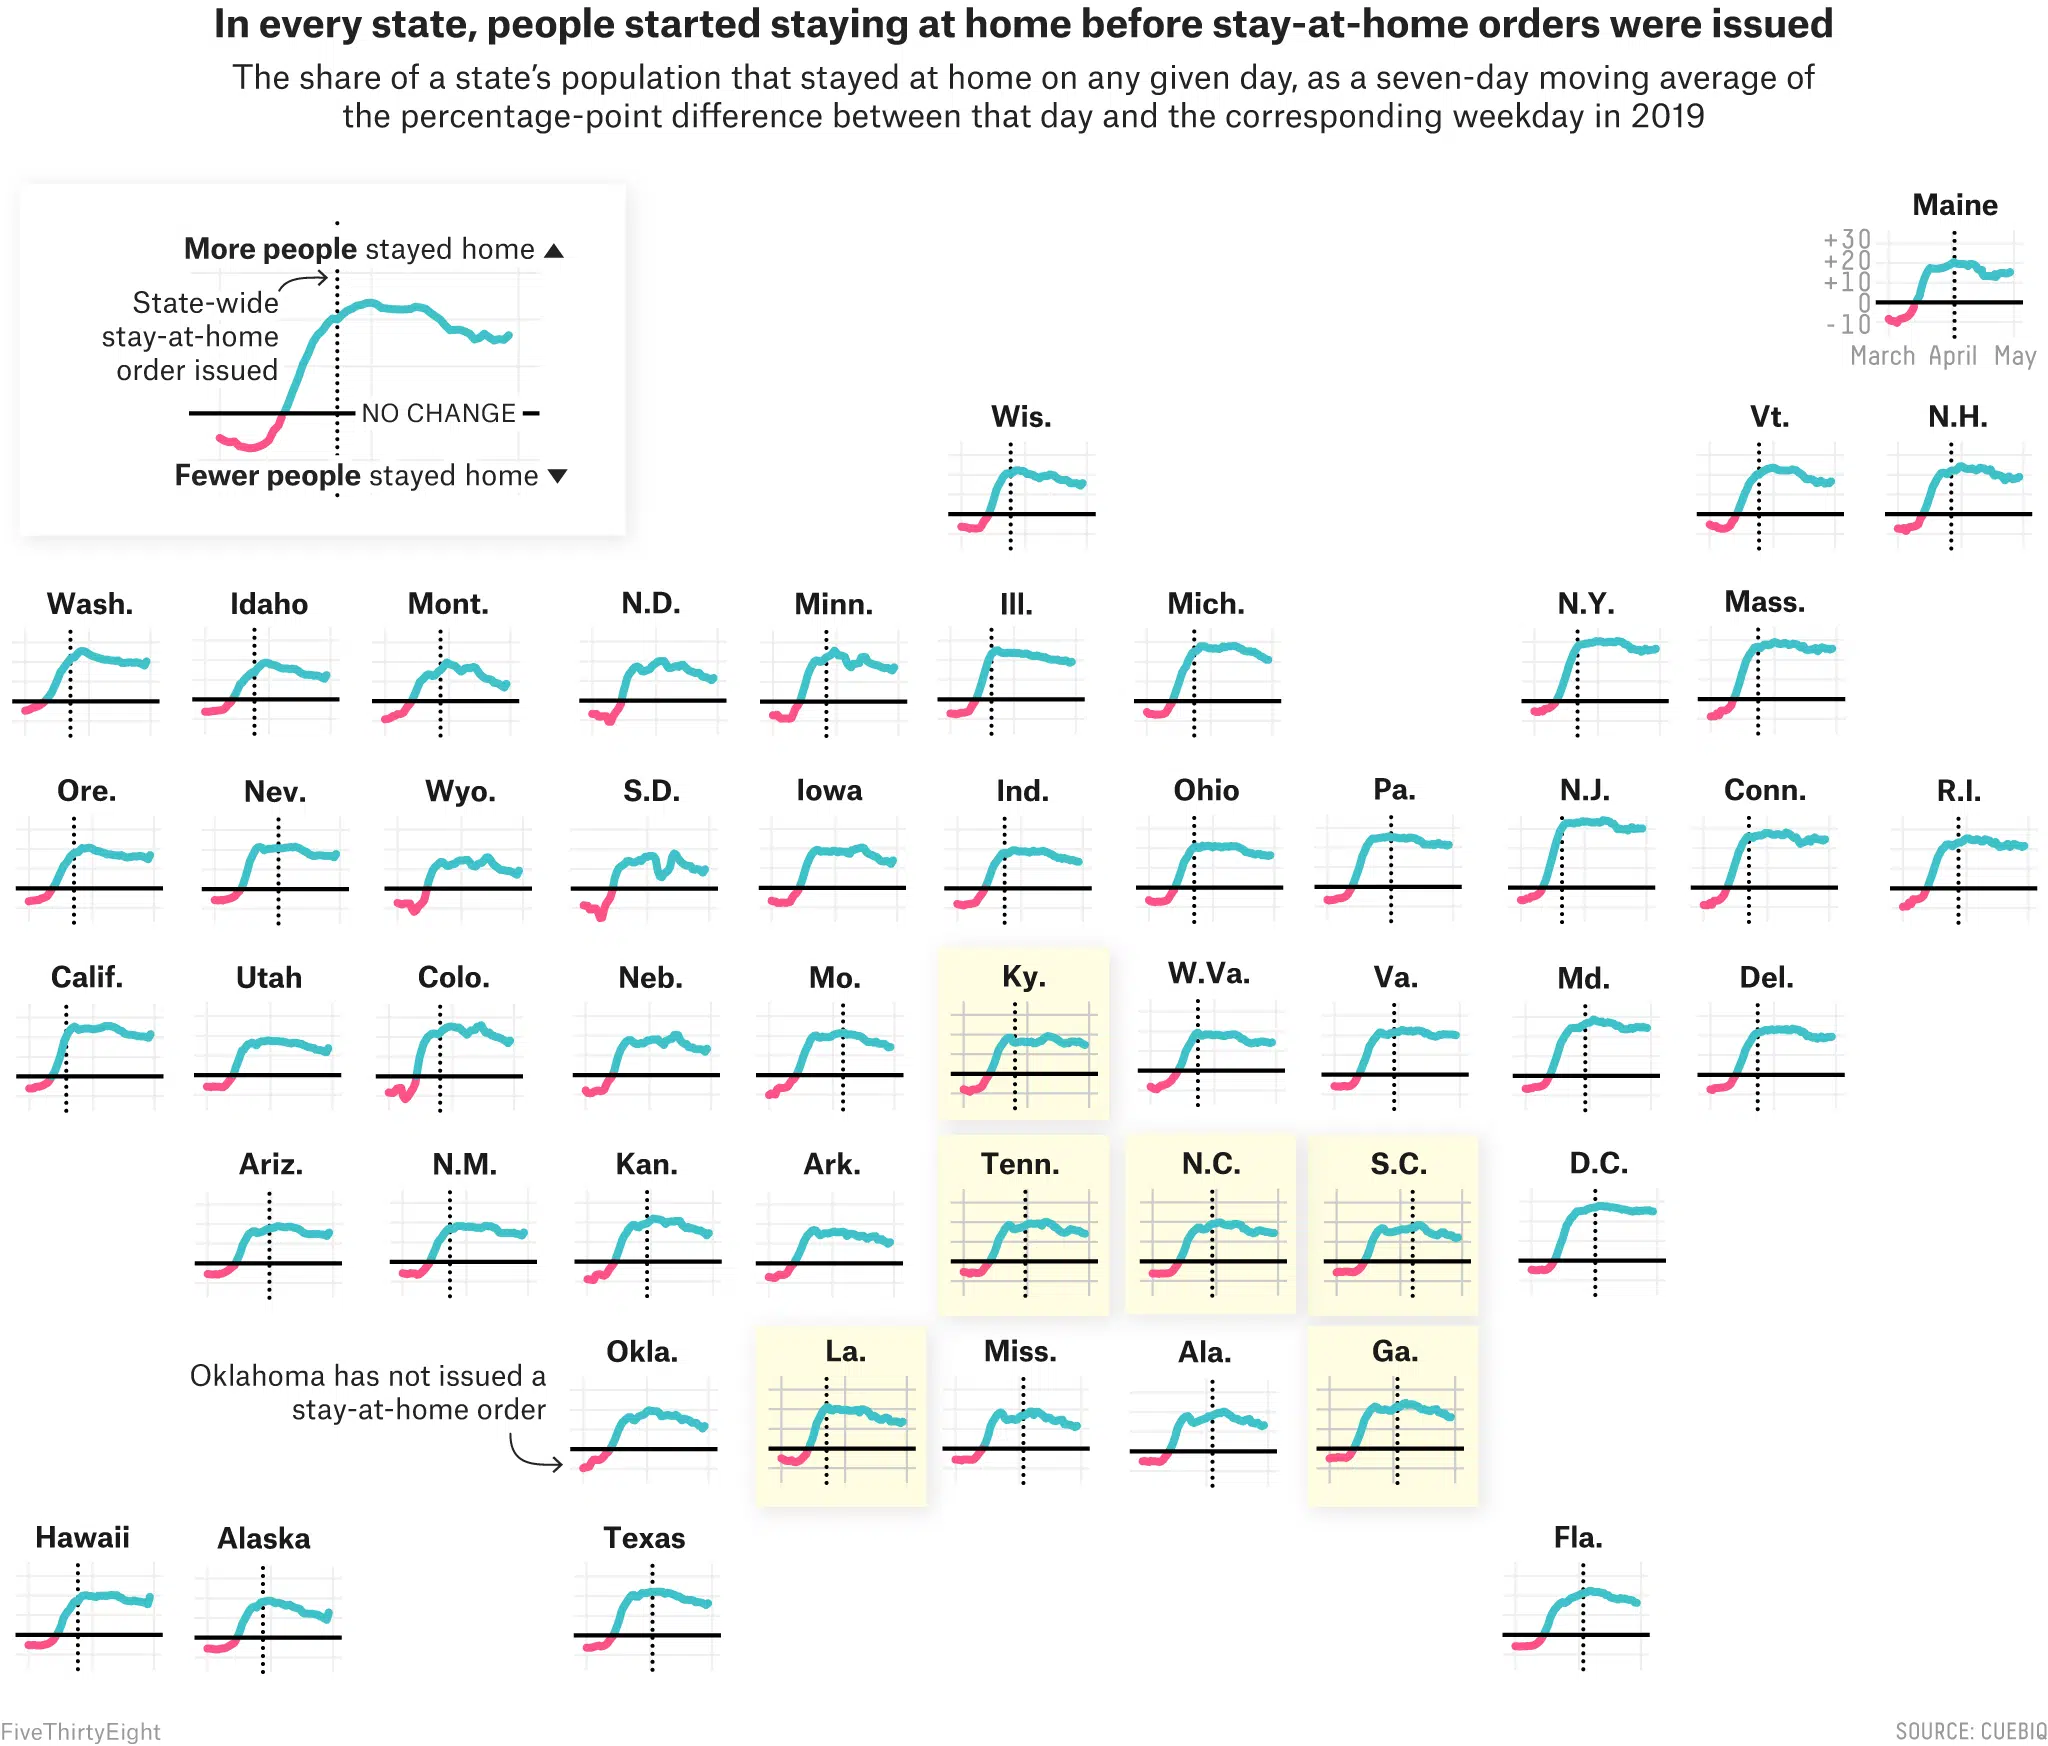 In every state, people started staying at home before stay-at-home orders were issued
The share of a state’s population that stayed at home on any given day, as a seven-day moving average of
the percentage-point difference between that day and the corresponding weekday in 2019
More people stayed home ▲
State-wide
stay-at-home
order issued
NO CHANGE
Fewer people stayed home ▼
Maine
+30
+20
+10
0
-10
March April May
Wis.
Vt.
N.H.
Wash.
Idaho
Mont.
N.D.
Minn.
Ill.
Mich.
N.Y.
Mass.
Ore.
Nev.
Wyo.
S.D.
Iowa
Ind.
Ohio
Pa.
N.J.
Conn.
R.I.
Calif.
Utah
Colo.
Neb.
Mo.
Ky.
W.Va.
Va.
Md.
Del.
Ariz.
N.M.
Kan.
Ark.
Tenn.
N.C.
S.C.
D.C.
Oklahoma has not issued a
stay-at-home order
Okla.
La.
Miss.
Ala.
Ga.
Hawaii
Alaska
Texas
Fla.
FiveThirtyEight
SOURCE: CUEBIQ